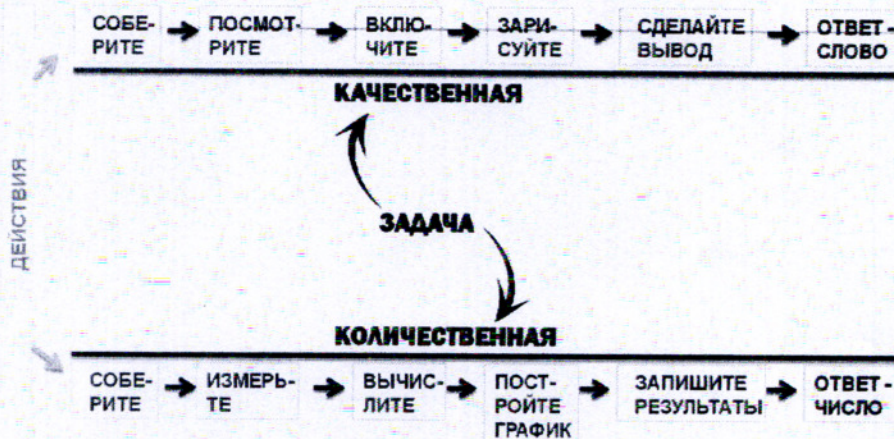 СОБЕ-
РИТЕ
ПОСМОТ-
РИТЕ
ВКЛЮ-
ЧИТЕ
ЗАРИ-
СУЙТЕ
СДЕЛАЙТЕ
ВЫВОД
ОТВЕТ -
СЛОВО
КАЧЕСТВЕННАЯ
ДЕЙСТВИЯ
ЗАДАЧА
КОЛИЧЕСТВЕННАЯ
СОБЕ-
РИТЕ
ИЗМЕРЬ-
ТЕ
ВЫЧИС-
ЛИТЕ
ПОСТ-
РОЙТЕ
ГРАФИК
ЗАПИШИТЕ
РЕЗУЛЬТАТЫ
ОТВЕТ -
ЧИСЛО